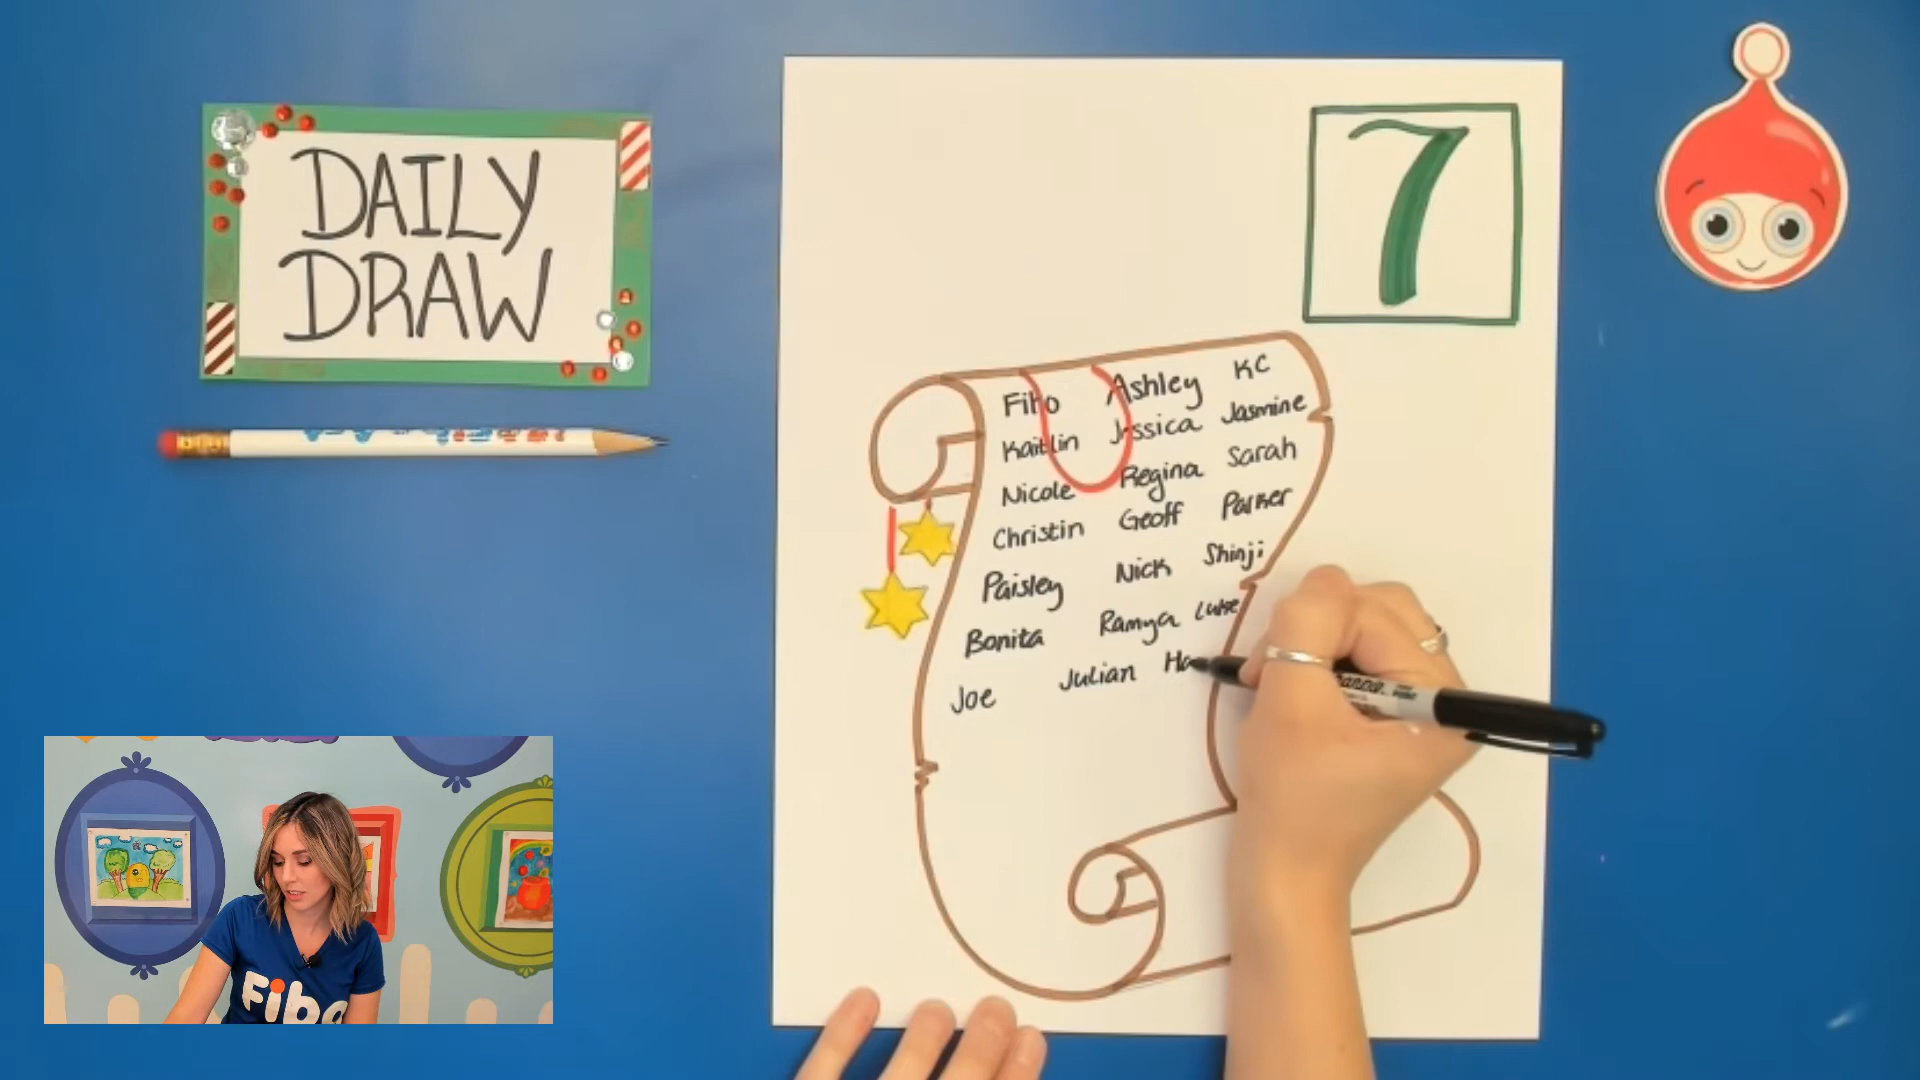 DAILY
DRAW
7
Fibo Ashley KC
Kaitlin Jessica Jasmine
Nicole Regina Sarah
Christin Geoff Parker
Paisley Nick Shinji
Bonita Ramya Luke
Joe Julian Ha
Fibo